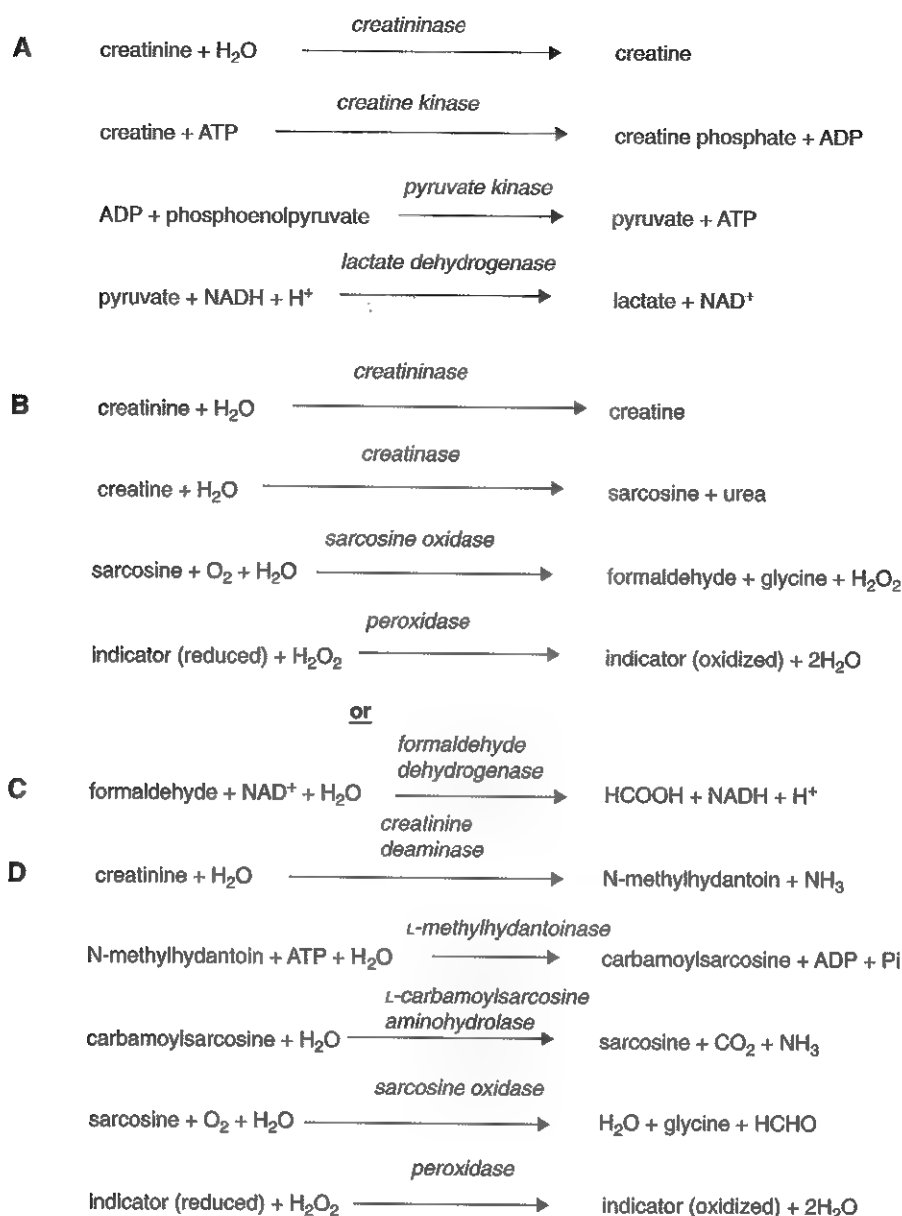 creatininase
A creatinine + H₂O creatine
creatine kinase
creatine + ATP creatine phosphate + ADP
pyruvate kinase
ADP + phosphoenolpyruvate pyruvate + ATP
lactate dehydrogenase
pyruvate + NADH + H⁺ lactate + NAD⁺
creatininase
B creatinine + H₂O creatine
creatinase
creatine + H₂O sarcosine + urea
sarcosine oxidase
sarcosine + O₂ + H₂O formaldehyde + glycine + H₂O₂
peroxidase
indicator (reduced) + H₂O₂ indicator (oxidized) + 2H₂O
or
formaldehyde
dehydrogenase
C formaldehyde + NAD⁺ + H₂O HCOOH + NADH + H⁺
creatinine
deaminase
D creatinine + H₂O N-methylhydantoin + NH₃
L-methylhydantoinase
N-methylhydantoin + ATP + H₂O carbamoylsarcosine + ADP + Pi
L-carbamoylsarcosine
aminohydrolase
carbamoylsarcosine + H₂O sarcosine + CO₂ + NH₃
sarcosine oxidase
sarcosine + O₂ + H₂O H₂O + glycine + HCHO
peroxidase
indicator (reduced) + H₂O₂ indicator (oxidized) + 2H₂O